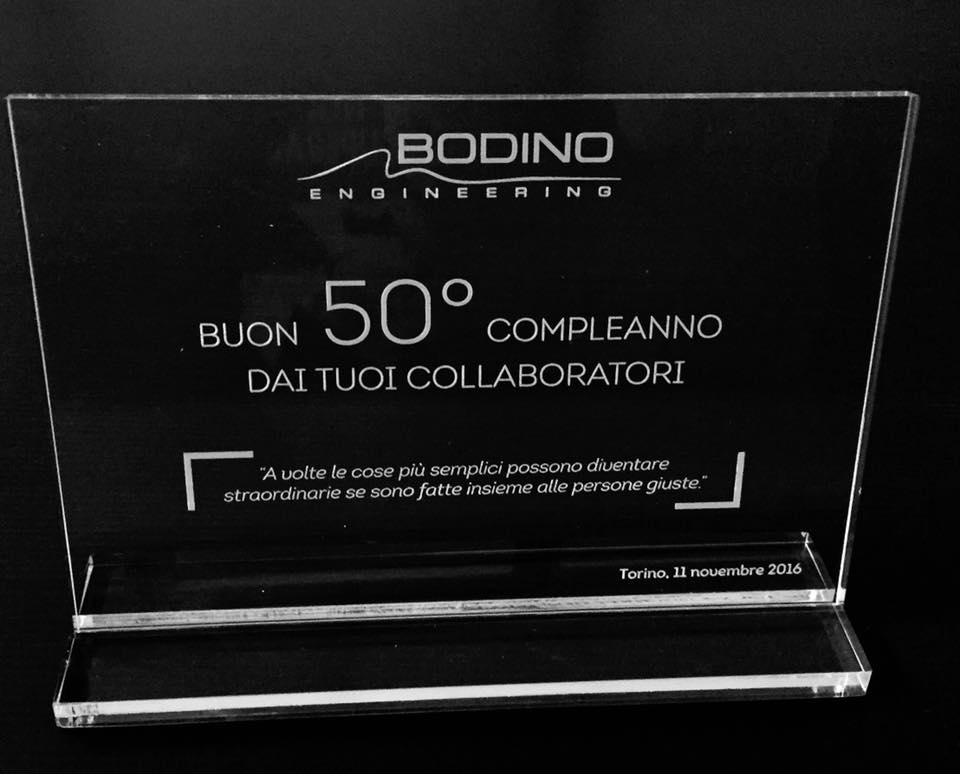 BODINO
ENGINEERING
BUON 50° COMPLEANNO
DAI TUOI COLLABORATORI
"A volte le cose più semplici possono diventare
straordinarie se sono fatte insieme alle persone giuste."
Torino, 11 novembre 2016